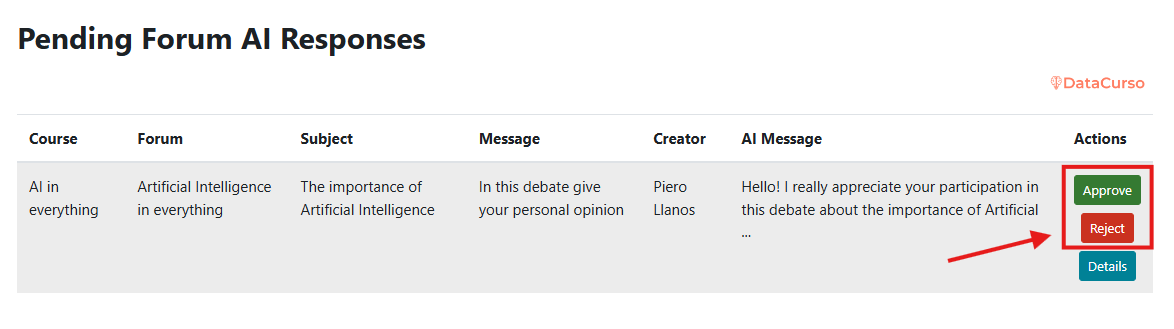 Pending Forum AI Responses
DataCurso
Course Forum Subject Message Creator AI Message Actions
AI in everything Artificial Intelligence in everything The importance of Artificial Intelligence In this debate give your personal opinion Piero Llanos Hello! I really appreciate your participation in this debate about the importance of Artificial ...
Approve
Reject
Details